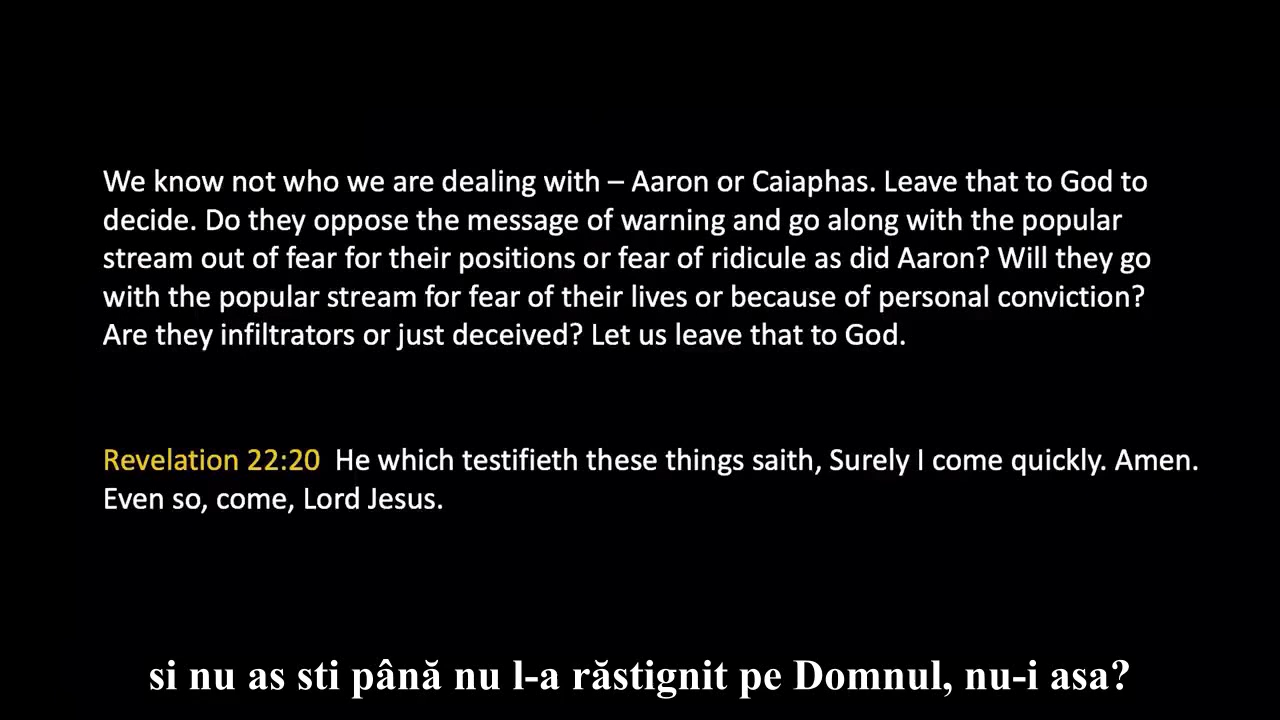 We know not who we are dealing with – Aaron or Caiaphas. Leave that to God to
decide. Do they oppose the message of warning and go along with the popular
stream out of fear for their positions or fear of ridicule as did Aaron? Will they go
with the popular stream for fear of their lives or because of personal conviction?
Are they infiltrators or just deceived? Let us leave that to God.
Revelation 22:20  He which testifieth these things saith, Surely I come quickly. Amen.
Even so, come, Lord Jesus.
si nu as sti până nu l-a răstignit pe Domnul, nu-i asa?